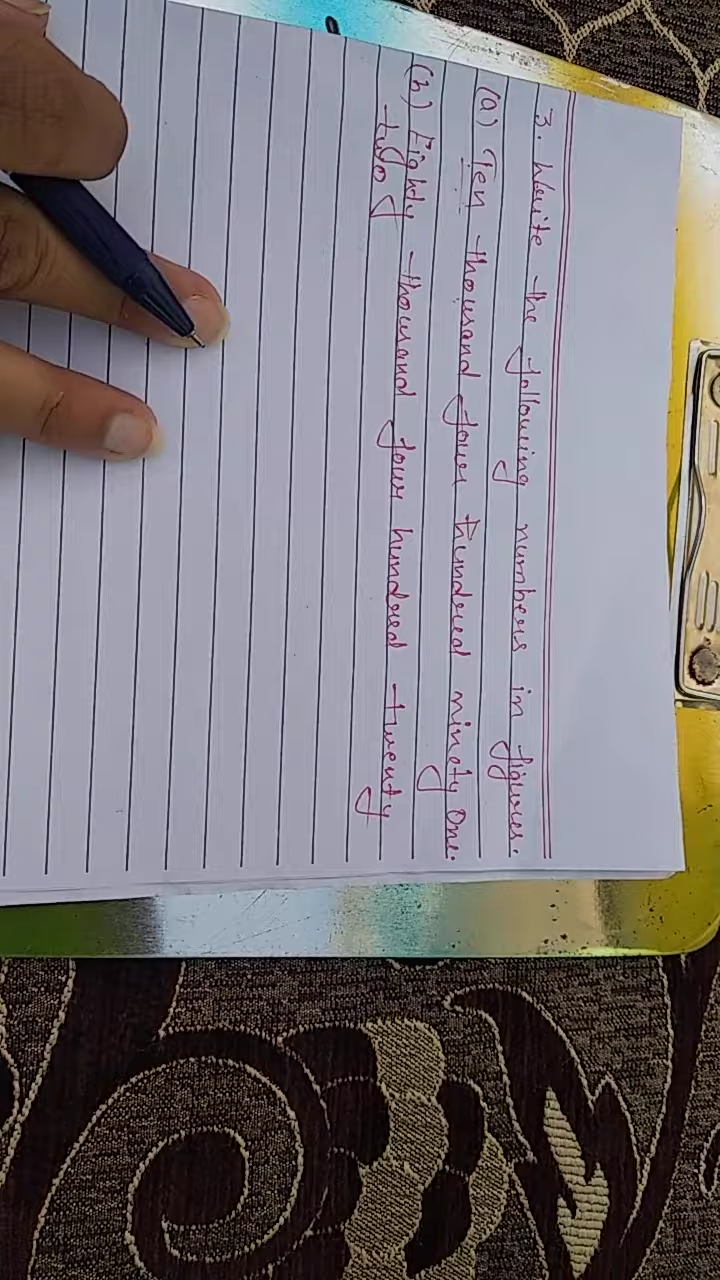 3. Write the following numbers in figures.
(a) Ten thousand four hundred ninety One.
(b) Eighty thousand four hundred twenty
two